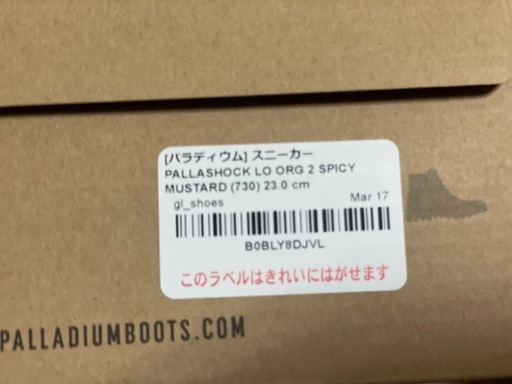 [パラディウム] スニーカー
PALLASHOCK LO ORG 2 SPICY
MUSTARD (730) 23.0 cm
gl_shoes Mar 17
B0BLY8DJVL
このラベルはきれいにはがせます
PALLADIUMBOOTS.COM